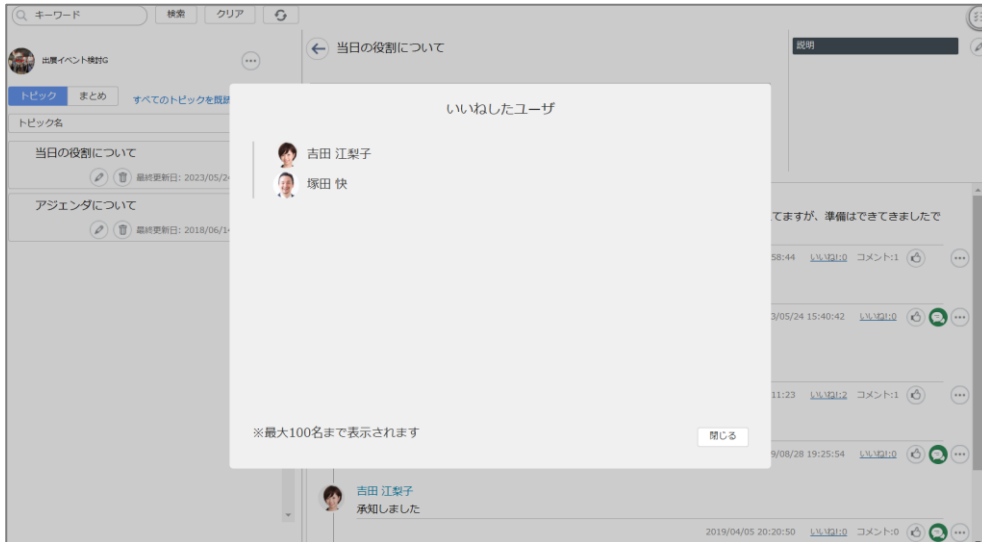 キーワード
検索
クリア
出展イベント検討G
トピック
まとめ
すべてのトピックを既読
トピック名
当日の役割について
最終更新日: 2023/05/24
アジェンダについて
最終更新日: 2018/06/14
当日の役割について
説明
いいねしたユーザ
吉田 江梨子
塚田 快
※最大100名まで表示されます
閉じる
てますが、準備はできてきましたで
58:44 いいね!:0 コメント:1
3/05/24 15:40:42 いいね!:0
11:23 いいね!:2 コメント:1
9/08/28 19:25:54 いいね!:0
吉田 江梨子
承知しました
2019/04/05 20:20:50 いいね!:0 コメント:0